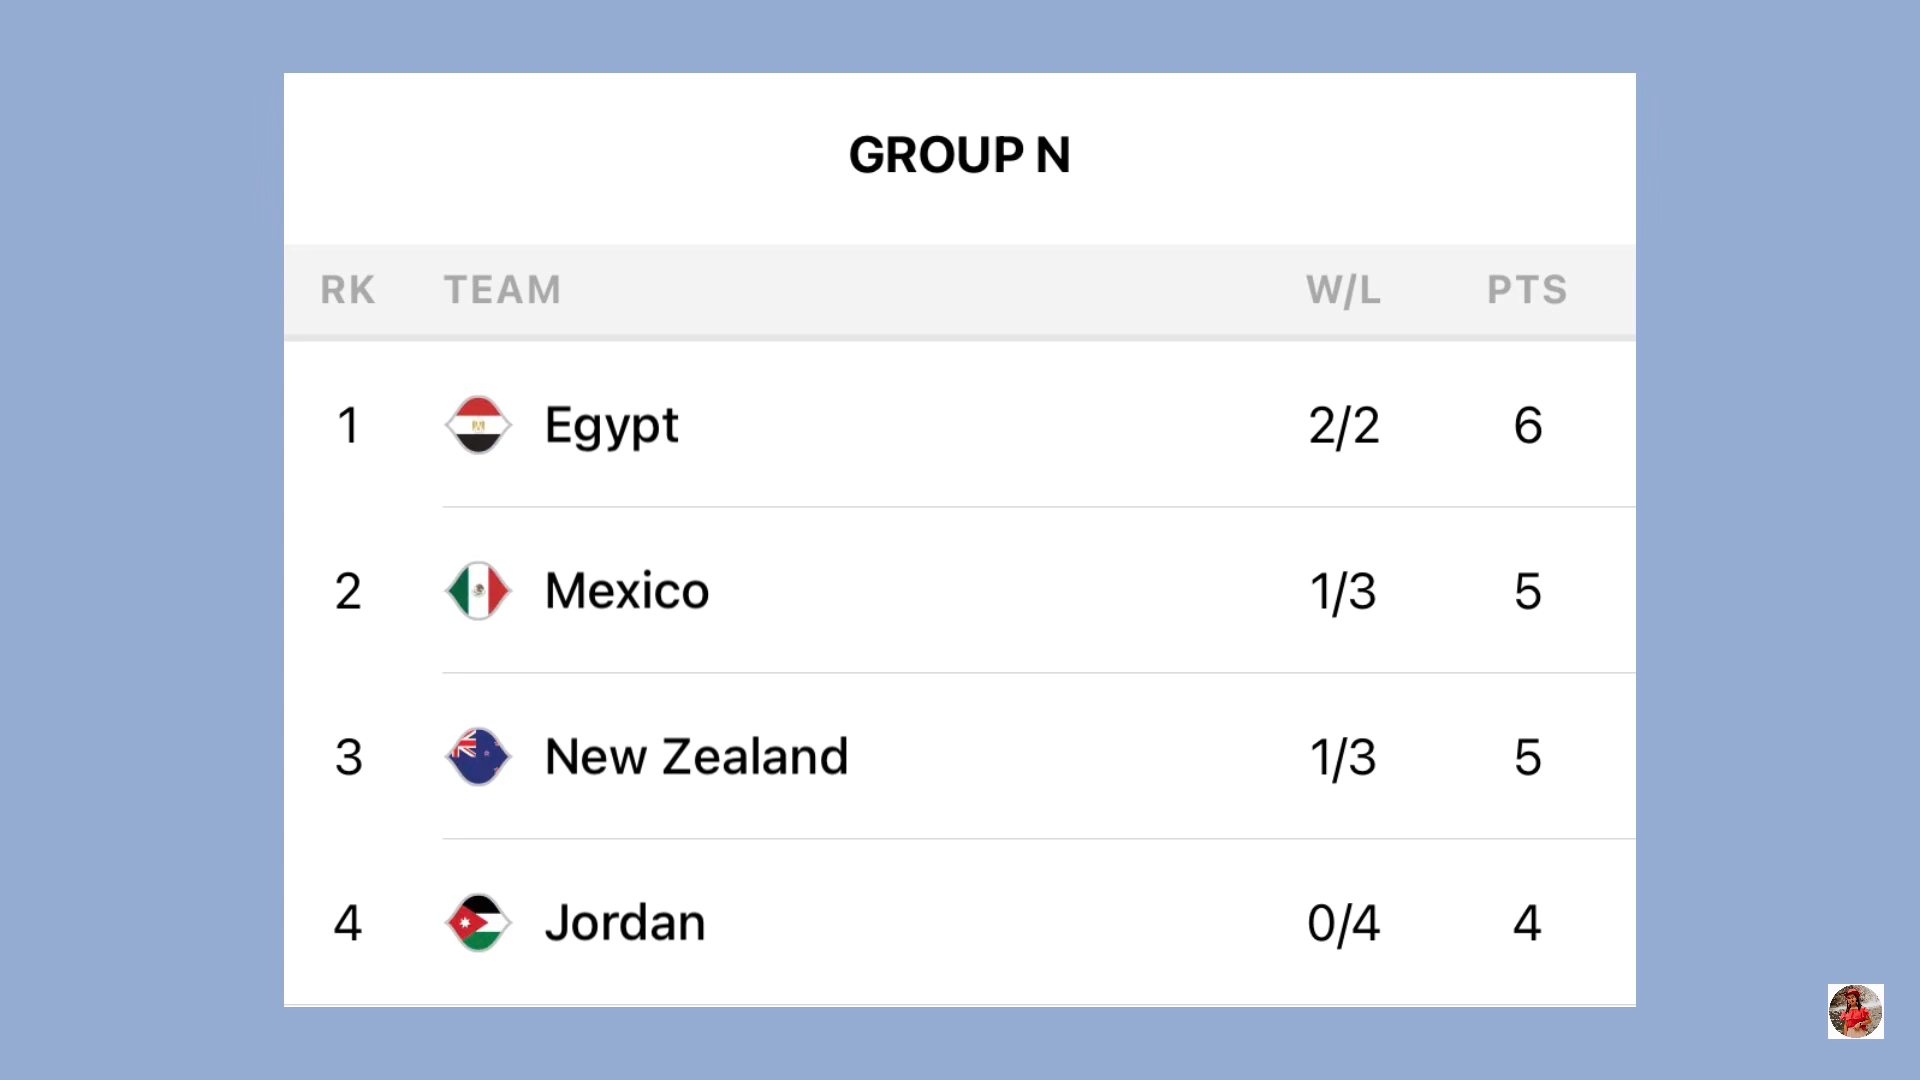 GROUP N
RK TEAM W/L PTS
1 Egypt 2/2 6
2 Mexico 1/3 5
3 New Zealand 1/3 5
4 Jordan 0/4 4